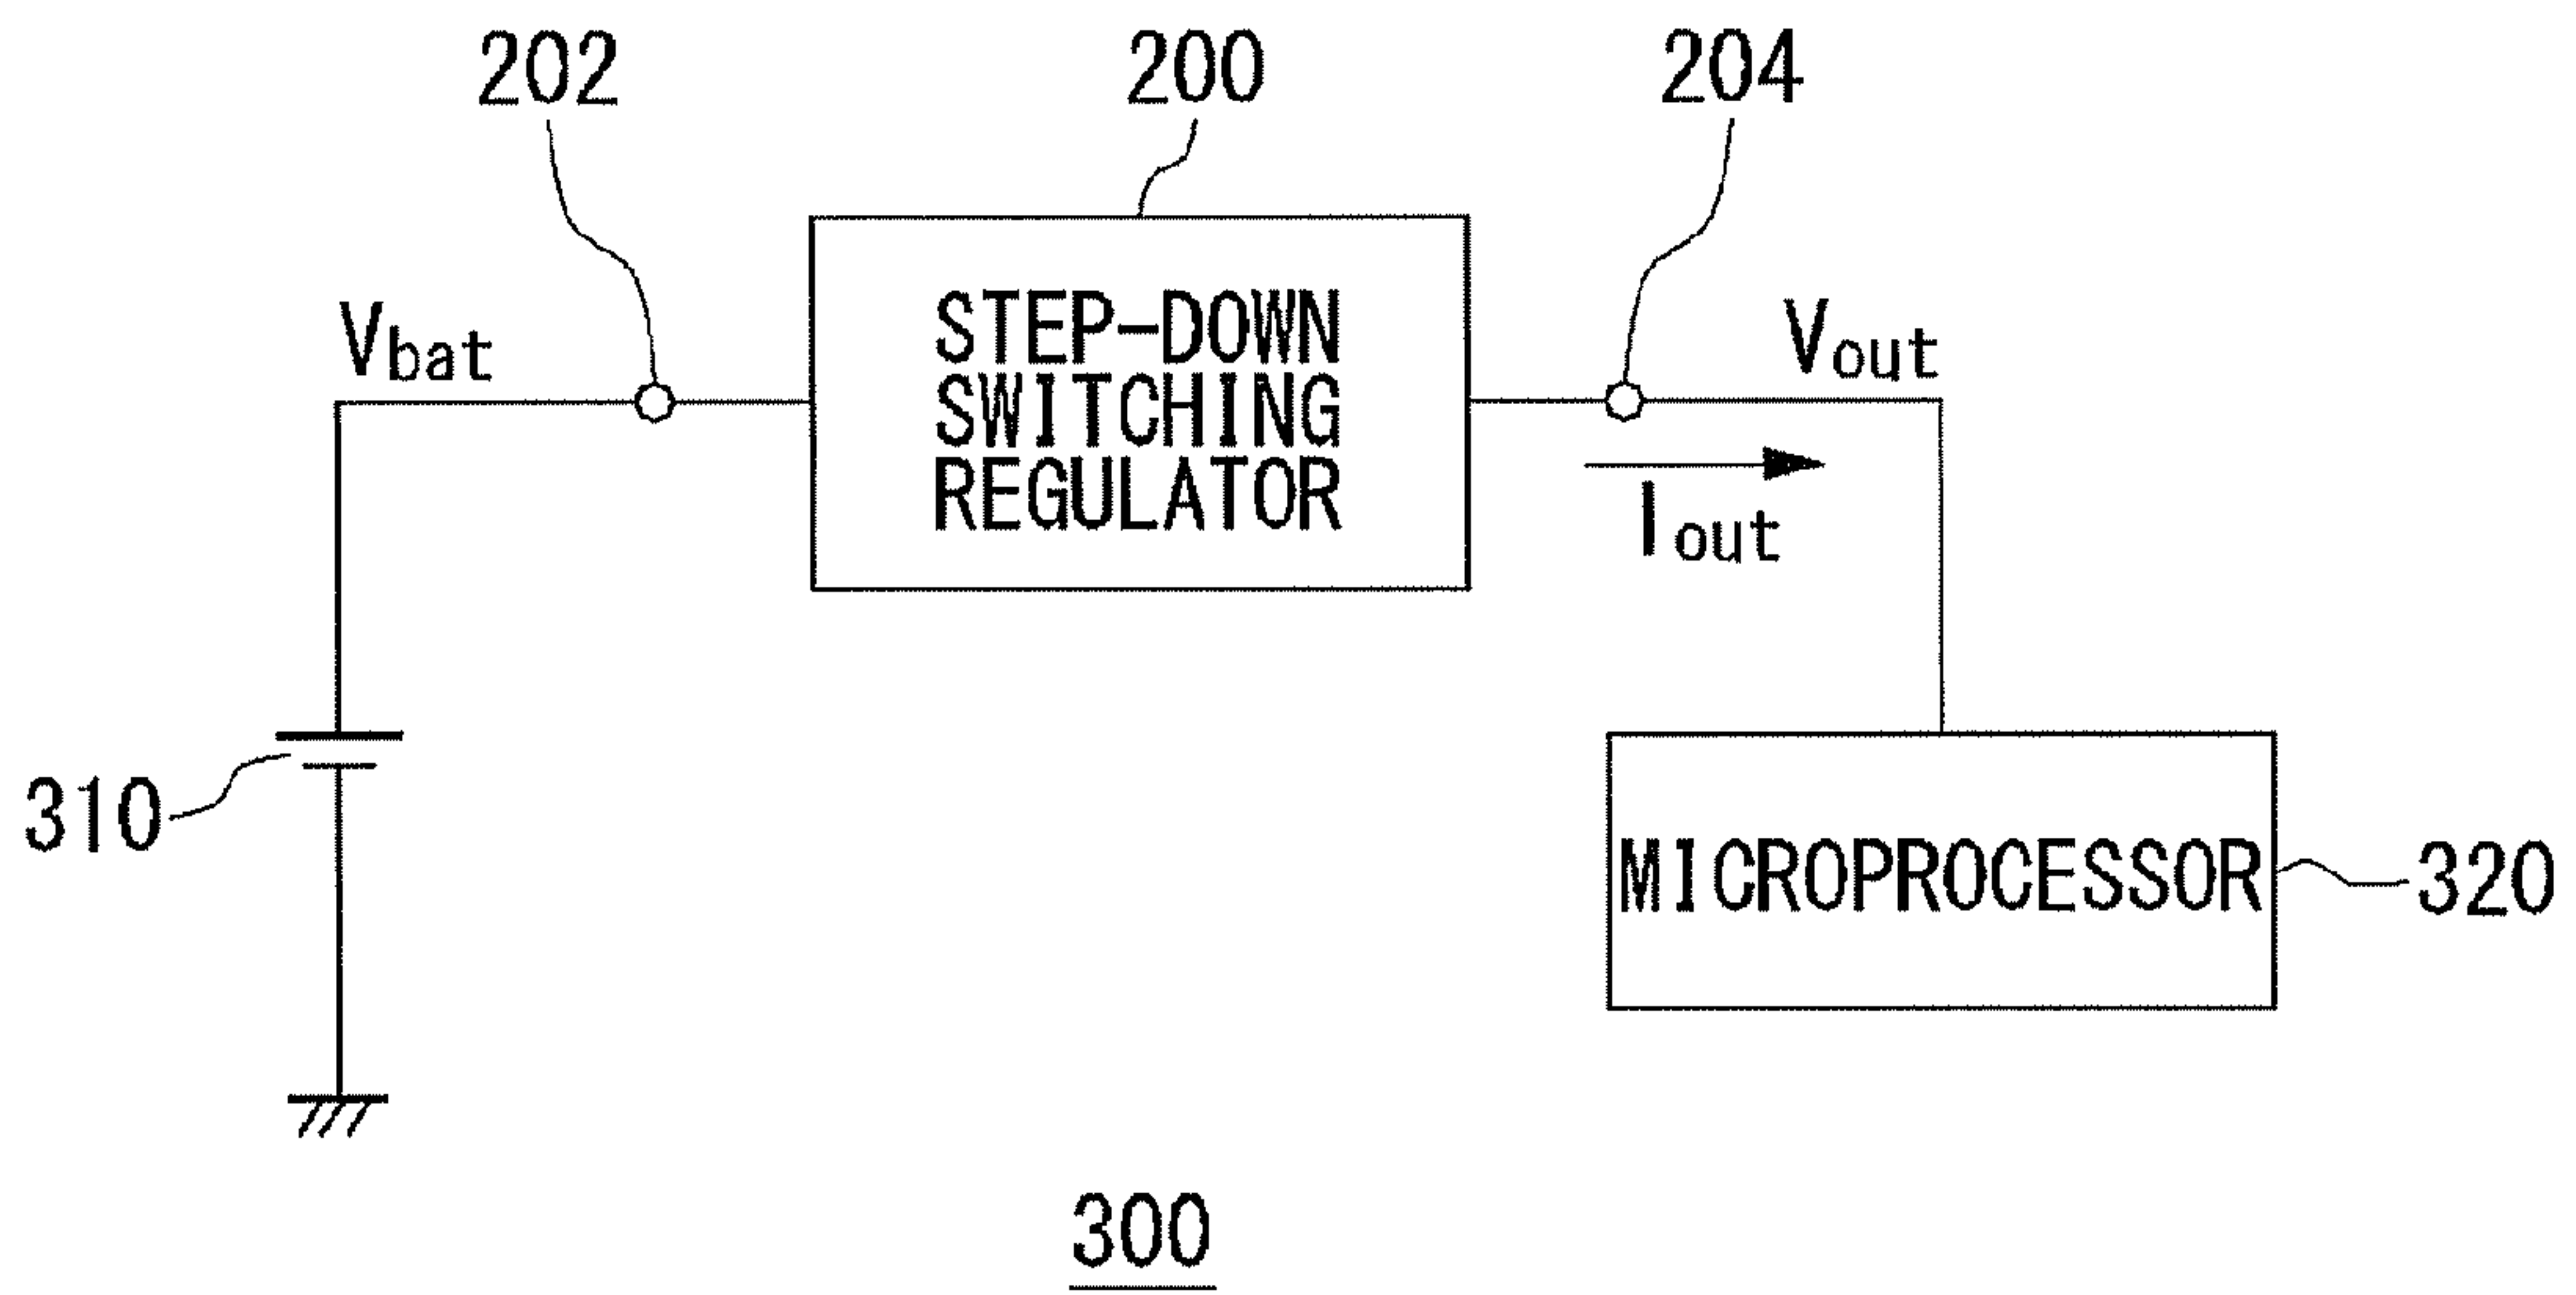 202
200
204
Vbat
STEP-DOWN
SWITCHING
REGULATOR
Vout
Iout
310
MICROPROCESSOR
320
300